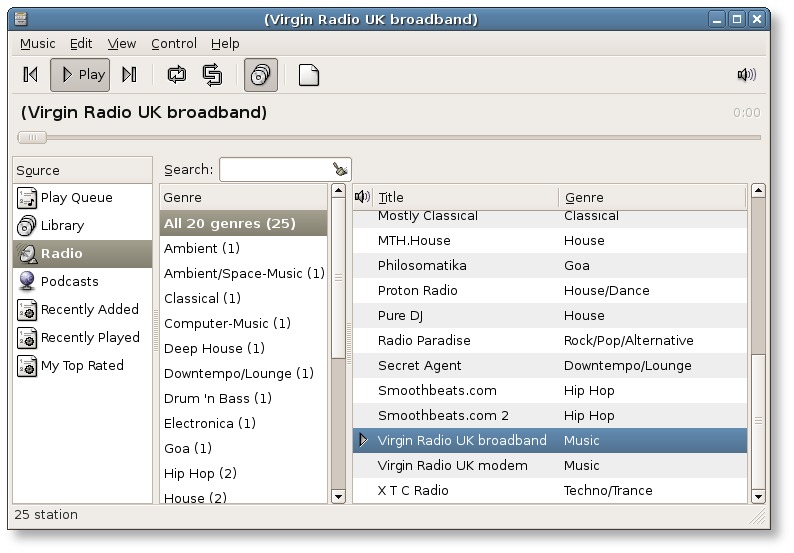 (Virgin Radio UK broadband)
Music Edit View Control Help
Play
(Virgin Radio UK broadband)
0:00
Source
Play Queue
Library
Radio
Podcasts
Recently Added
Recently Played
My Top Rated
Search:
Genre
All 20 genres (25)
Ambient (1)
Ambient/Space-Music (1)
Classical (1)
Computer-Music (1)
Deep House (1)
Downtempo/Lounge (1)
Drum 'n Bass (1)
Electronica (1)
Goa (1)
Hip Hop (2)
House (2)
Title Genre
Mostly Classical Classical
MTH.House House
Philosomatika Goa
Proton Radio House/Dance
Pure DJ House
Radio Paradise Rock/Pop/Alternative
Secret Agent Downtempo/Lounge
Smoothbeats.com Hip Hop
Smoothbeats.com 2 Hip Hop
Virgin Radio UK broadband Music
Virgin Radio UK modem Music
X T C Radio Techno/Trance
25 station